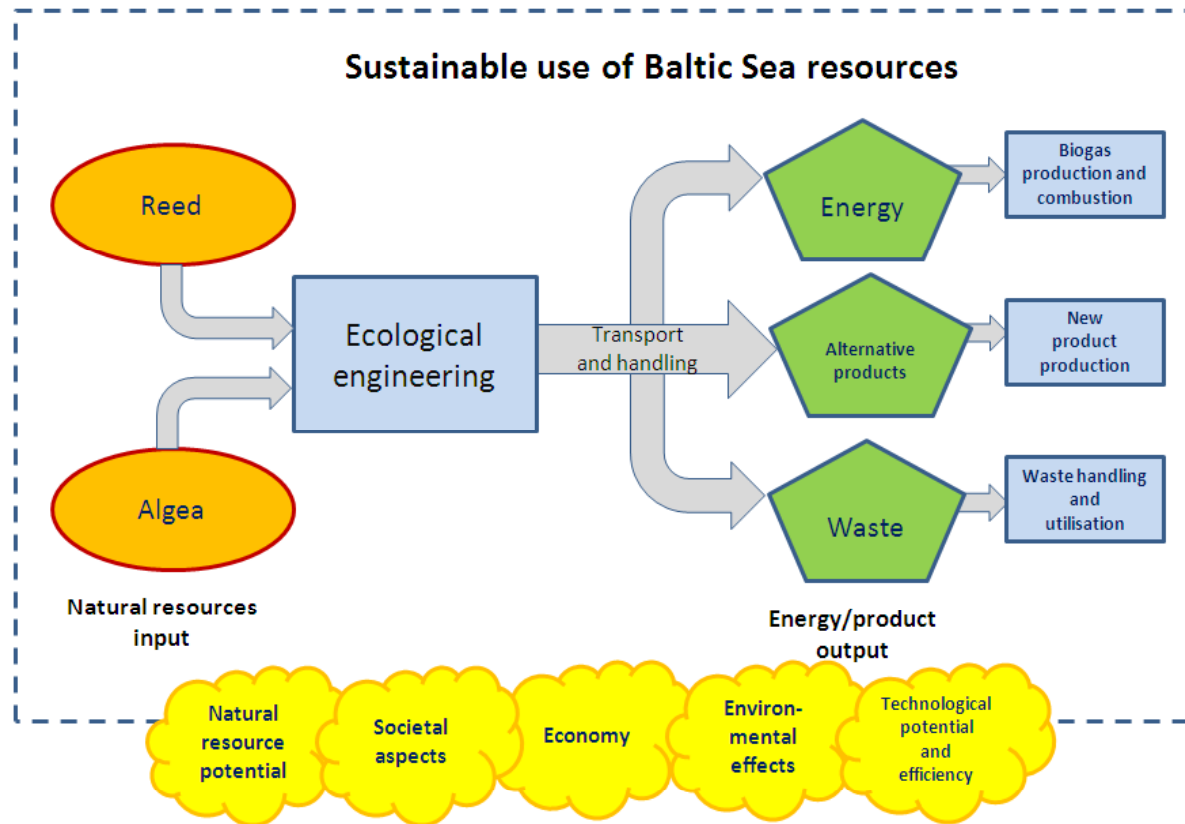 Sustainable use of Baltic Sea resources
Reed
Algea
Natural resources
input
Ecological
engineering
Transport
and handling
Energy
Alternative
products
Waste
Energy/product
output
Biogas
production and
combustion
New
product
production
Waste handling
and
utilisation
Natural
resource
potential
Societal
aspects
Economy
Environ-
mental
effects
Technological
potential
and
efficiency